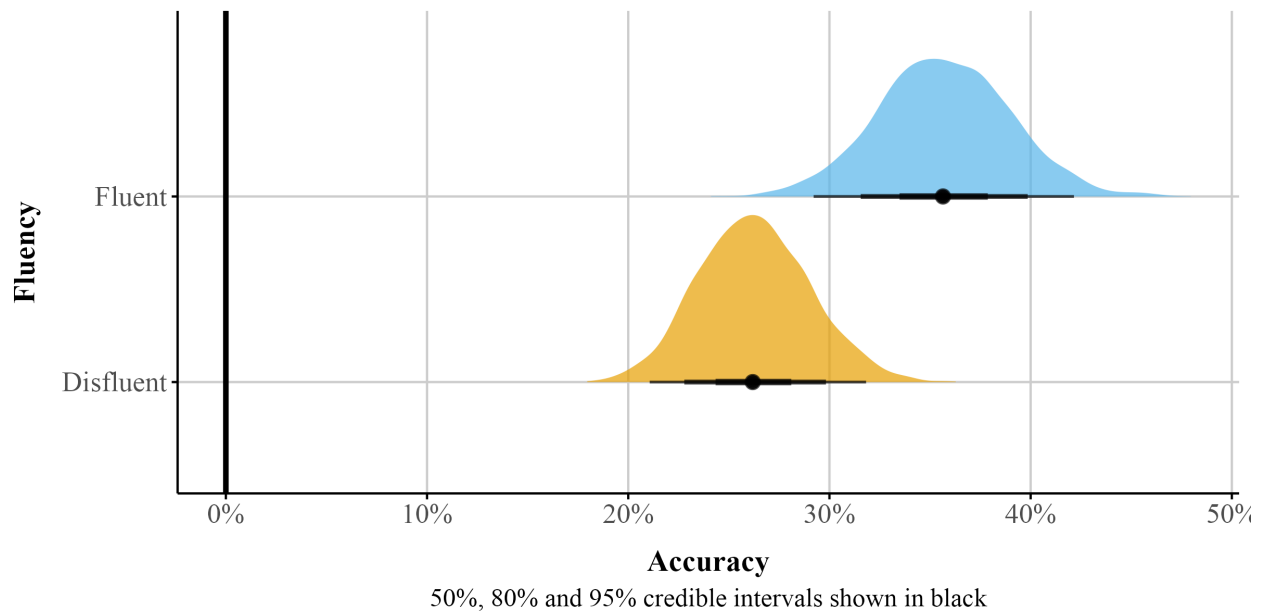 Fluency
Fluent
Disfluent
0% 10% 20% 30% 40% 50%
Accuracy
50%, 80% and 95% credible intervals shown in black